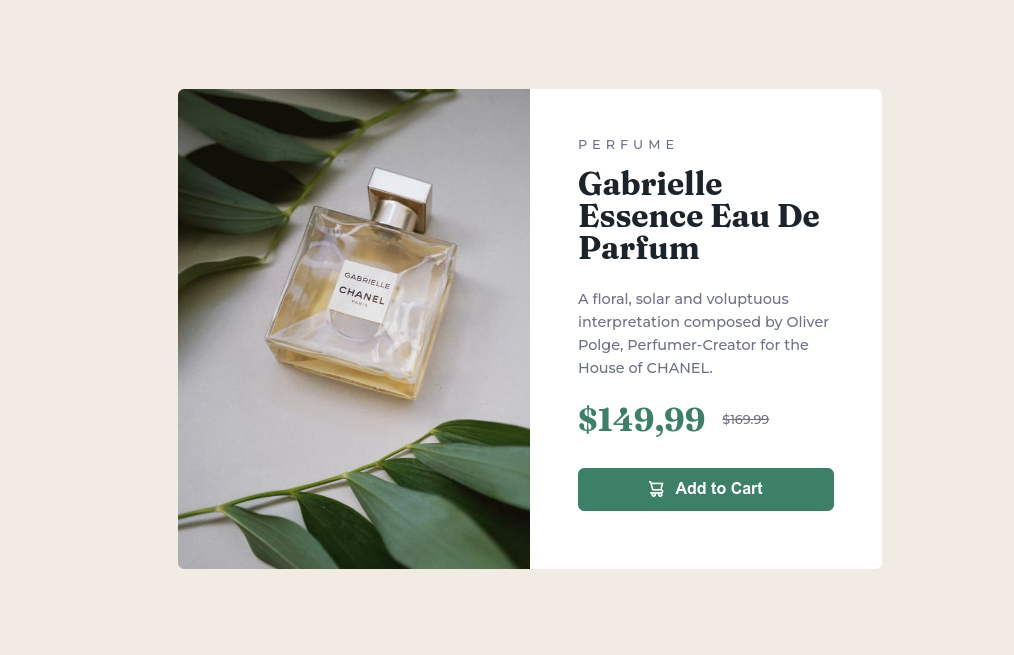 GABRIELLE
CHANEL
PARIS
PERFUME
Gabrielle
Essence Eau De
Parfum
A floral, solar and voluptuous
interpretation composed by Oliver
Polge, Perfumer-Creator for the
House of CHANEL.
$149,99 $169.99
Add to Cart